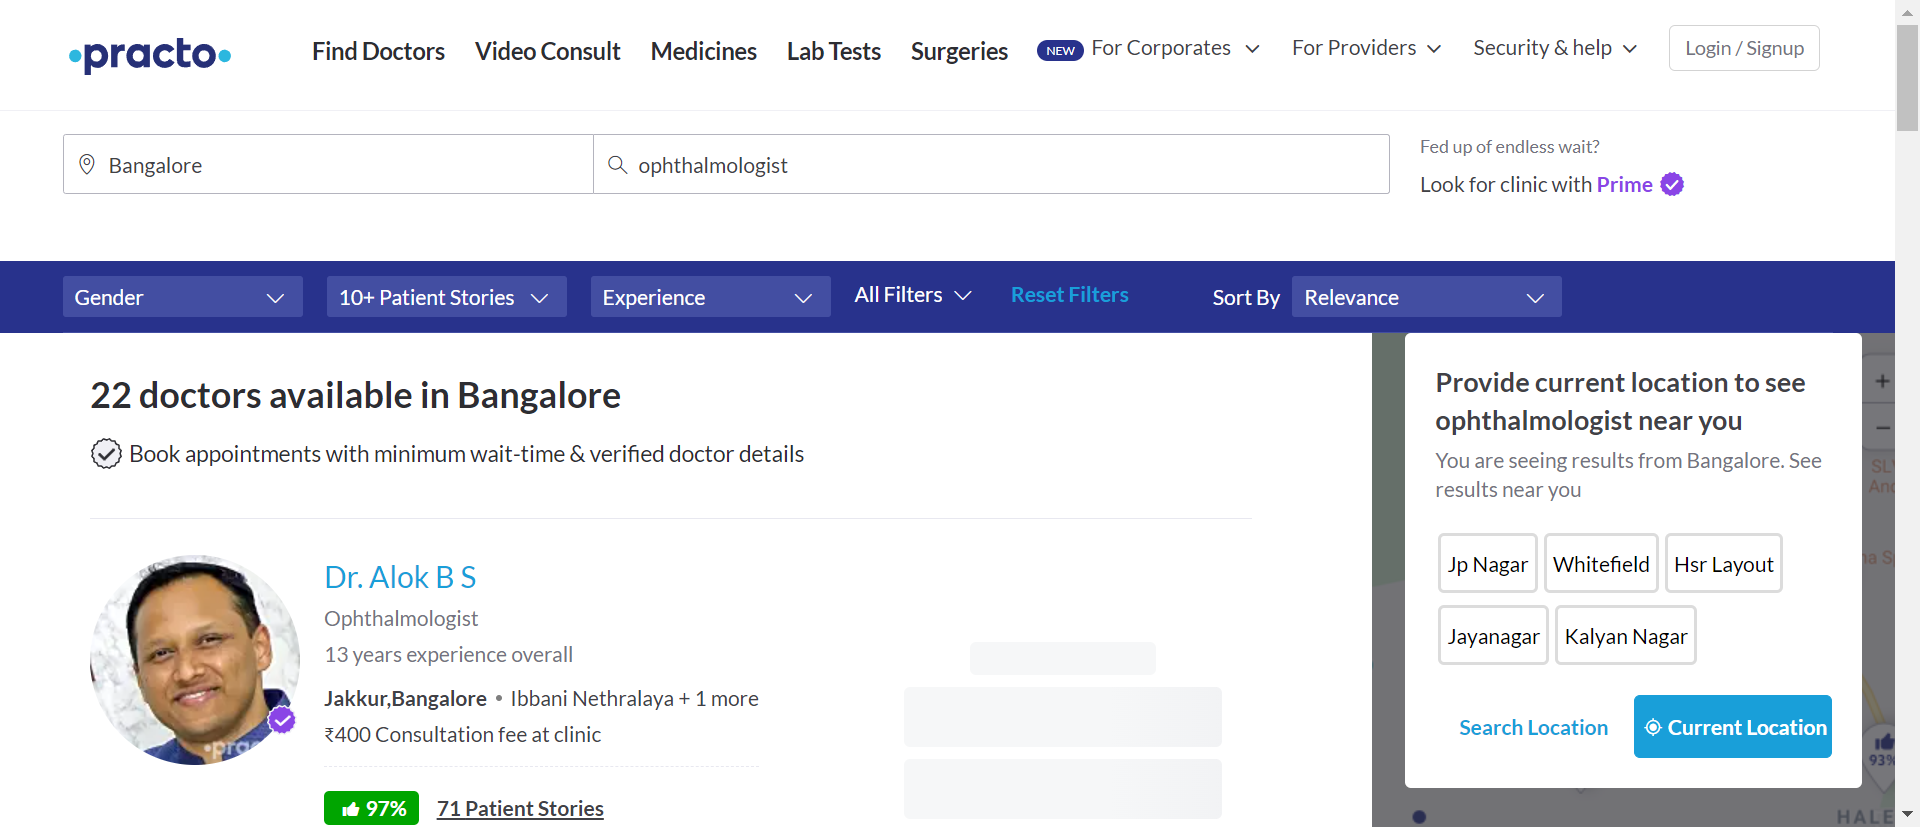 practo
Find Doctors
Video Consult
Medicines
Lab Tests
Surgeries
NEW
For Corporates
For Providers
Security & help
Login / Signup
Bangalore
ophthalmologist
Fed up of endless wait?
Look for clinic with Prime
Gender
10+ Patient Stories
Experience
All Filters
Reset Filters
Sort By
Relevance
22 doctors available in Bangalore
Book appointments with minimum wait-time & verified doctor details
Dr. Alok B S
Ophthalmologist
13 years experience overall
Jakkur,Bangalore • Ibbani Nethralaya + 1 more
₹400 Consultation fee at clinic
97%
71 Patient Stories
Provide current location to see
ophthalmologist near you
You are seeing results from Bangalore. See
results near you
Jp Nagar
Whitefield
Hsr Layout
Jayanagar
Kalyan Nagar
Search Location
Current Location
+
−
93%